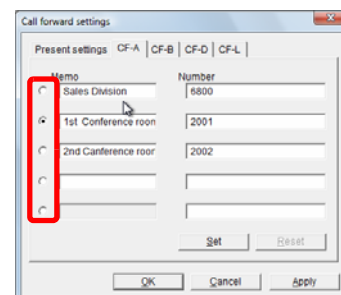 Call forward settings
Present settings CF-A CF-B CF-D CF-L
Memo Number
Sales Division 6800
1st Conference roon 2001
2nd Canference roor 2002
Set Reset
OK Cancel Apply